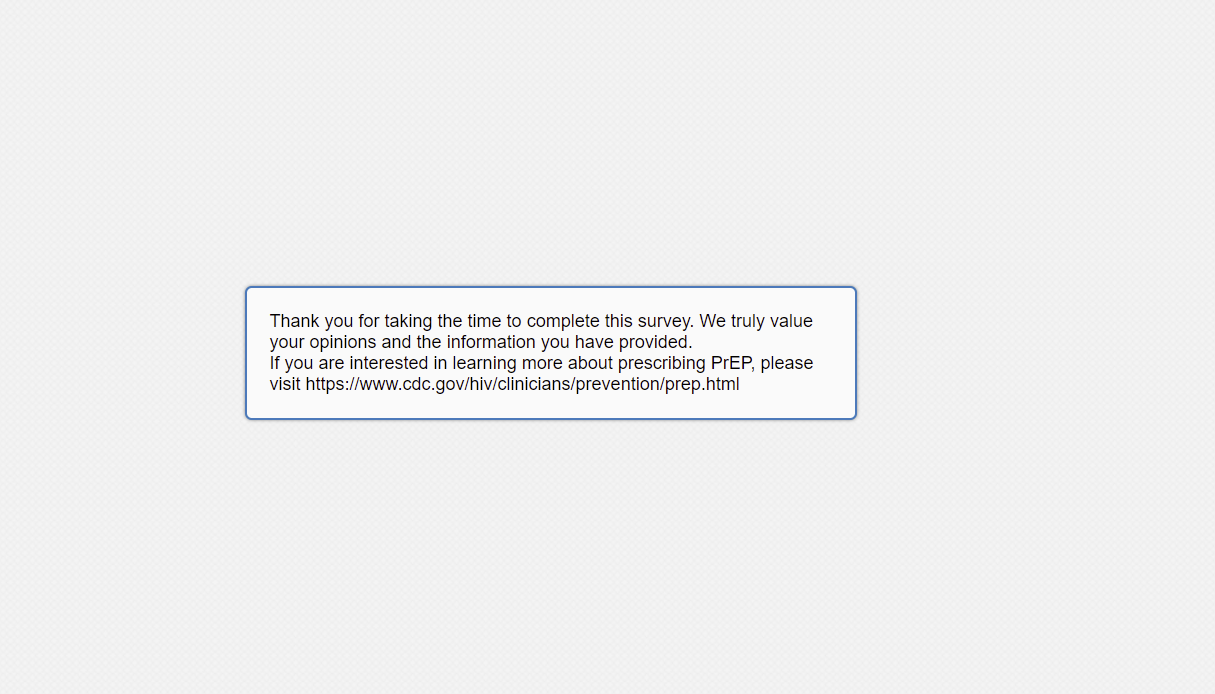 Thank you for taking the time to complete this survey. We truly value
your opinions and the information you have provided.
If you are interested in learning more about prescribing PrEP, please
visit https://www.cdc.gov/hiv/clinicians/prevention/prep.html